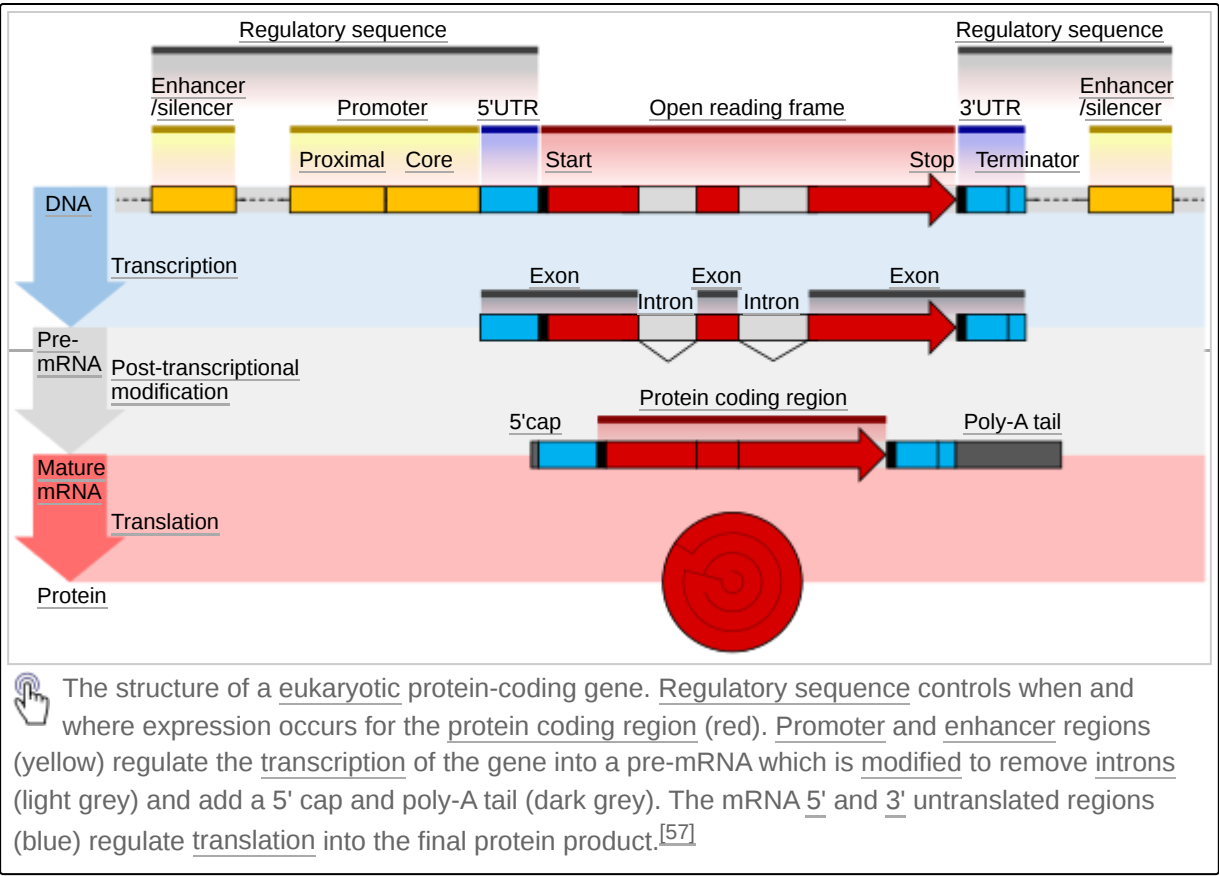 Regulatory sequence Regulatory sequence
Enhancer Enhancer
/silencer Promoter 5'UTR Open reading frame 3'UTR /silencer
Proximal Core Start Stop Terminator
DNA
Transcription
Exon Exon Exon
Intron Intron
Pre-
mRNA
Post-transcriptional
modification
Protein coding region
5'cap Poly-A tail
Mature
mRNA
Translation
Protein
The structure of a eukaryotic protein-coding gene. Regulatory sequence controls when and
where expression occurs for the protein coding region (red). Promoter and enhancer regions
(yellow) regulate the transcription of the gene into a pre-mRNA which is modified to remove introns
(light grey) and add a 5' cap and poly-A tail (dark grey). The mRNA 5' and 3' untranslated regions
(blue) regulate translation into the final protein product.[57]